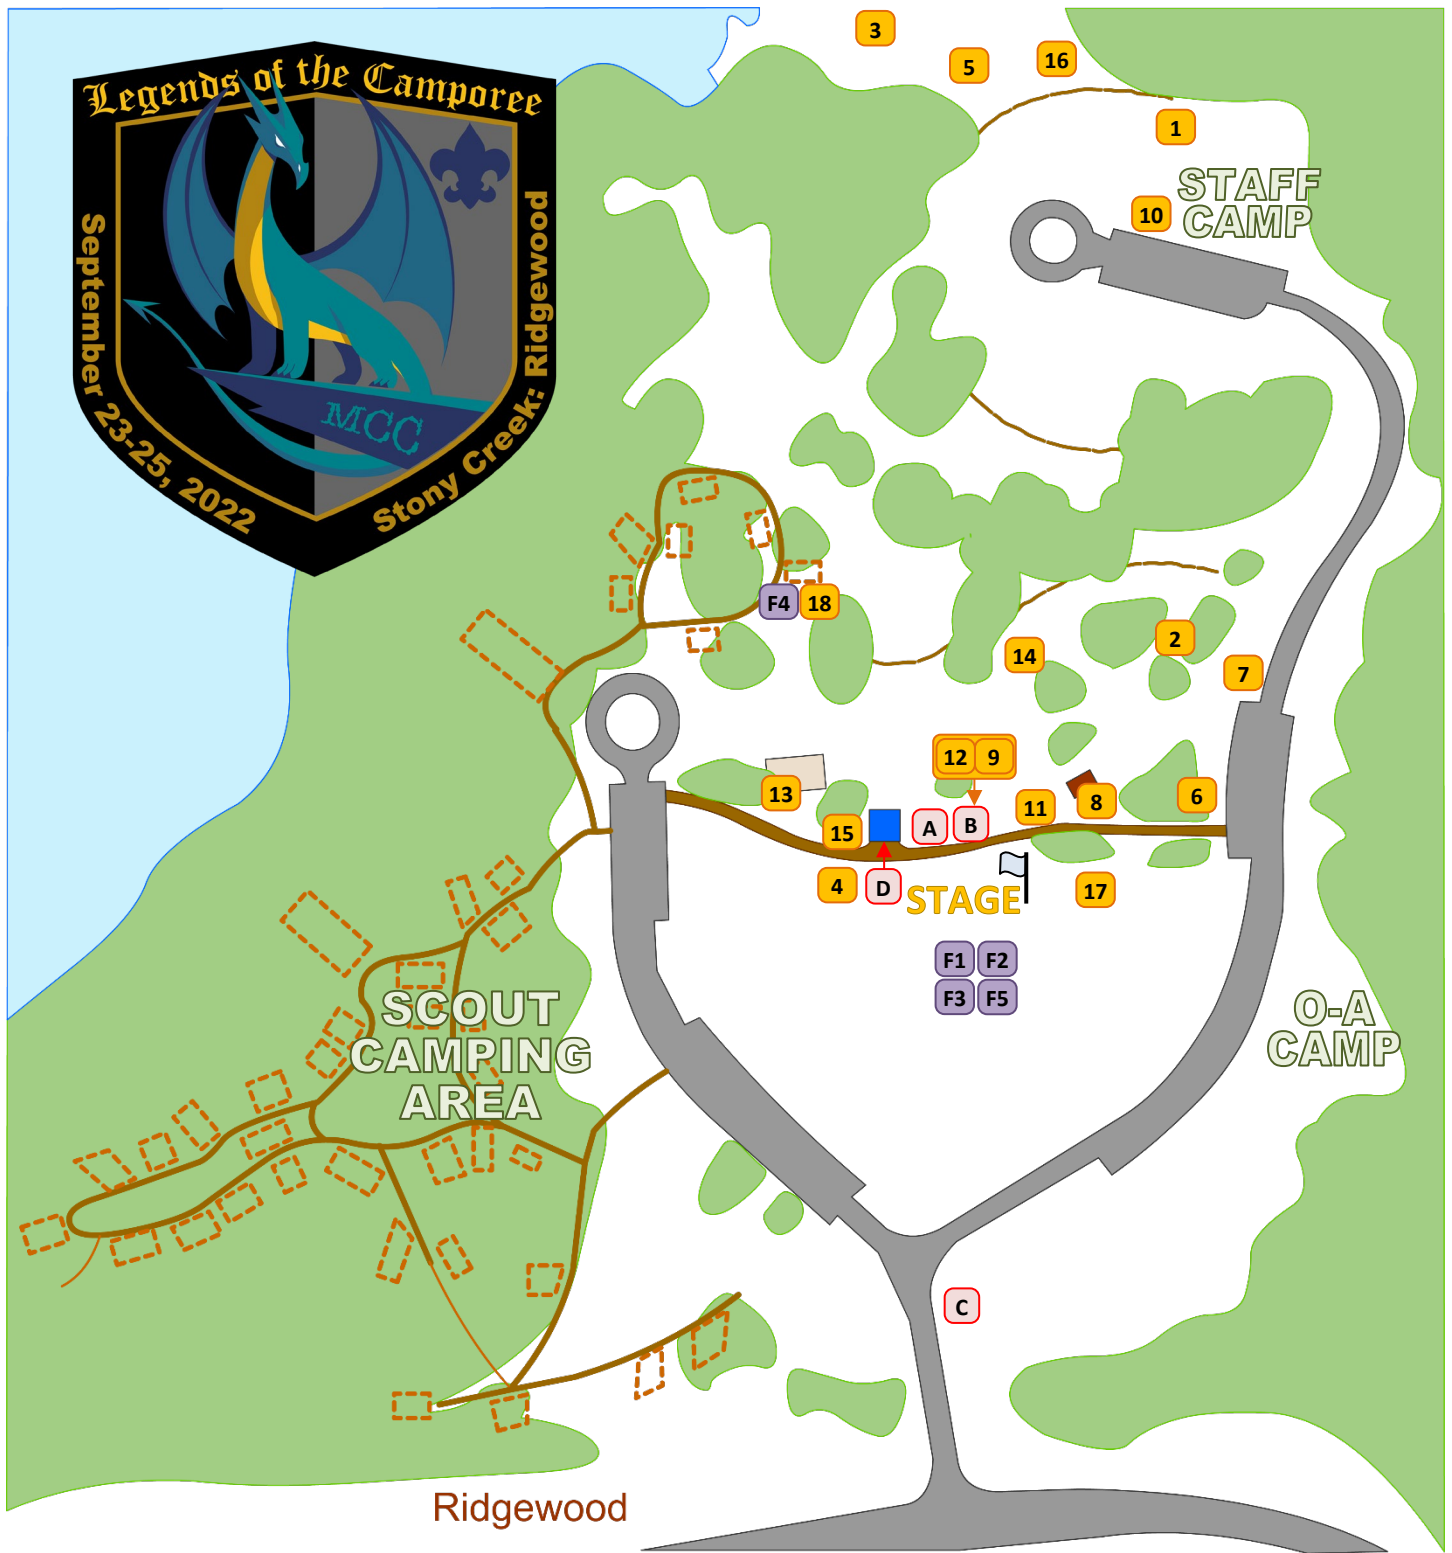 Legends of the Camporee
September 23-25, 2022
Stony Creek: Ridgewood
MCC
3
5
16
1
STAFF
CAMP
10
F4
18
14
2
7
12
9
13
8
6
11
15
A
B
4
D
STAGE
17
F1
F2
F3
F5
SCOUT
CAMPING
AREA
O-A
CAMP
C
Ridgewood